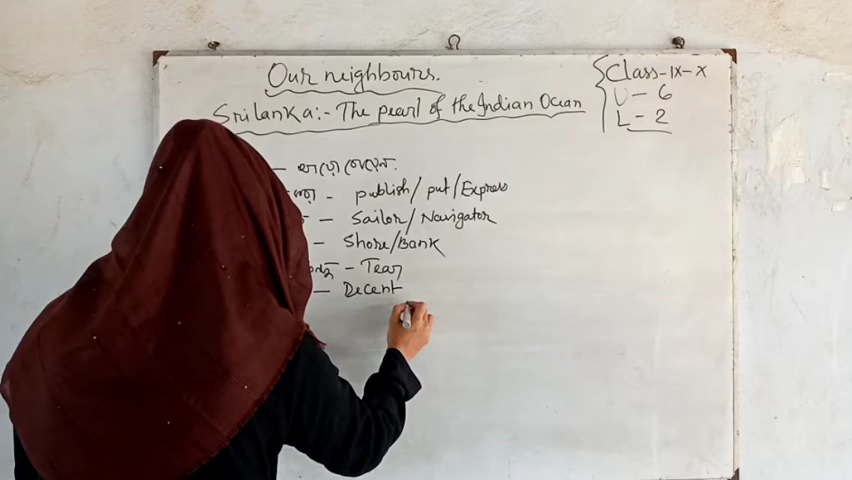 Our neighbours.
Srilanka:- The pearl of the Indian Ocean
Class-IX-X
U-6
L-2
- publish/put/Express
- Sailor/Navigator
- Shore/Bank
- Tear
- Decent